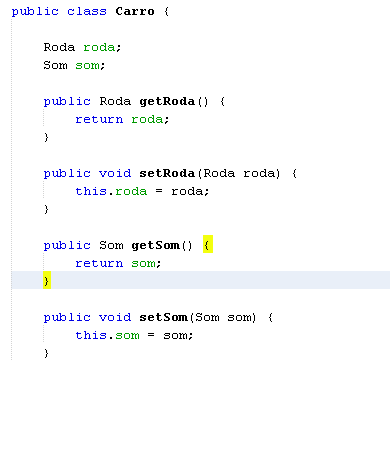 public class Carro {
Roda roda;
Som som;
public Roda getRoda() {
return roda;
}
public void setRoda(Roda roda) {
this.roda = roda;
}
public Som getSom() {
return som;
}
public void setSom(Som som) {
this.som = som;
}